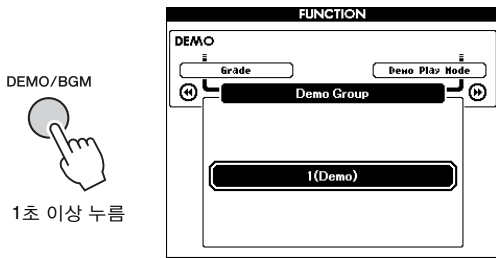 FUNCTION
DEMO
Grade
Demo Play Mode
Demo Group
DEMO/BGM
1(Demo)
1초 이상 누름